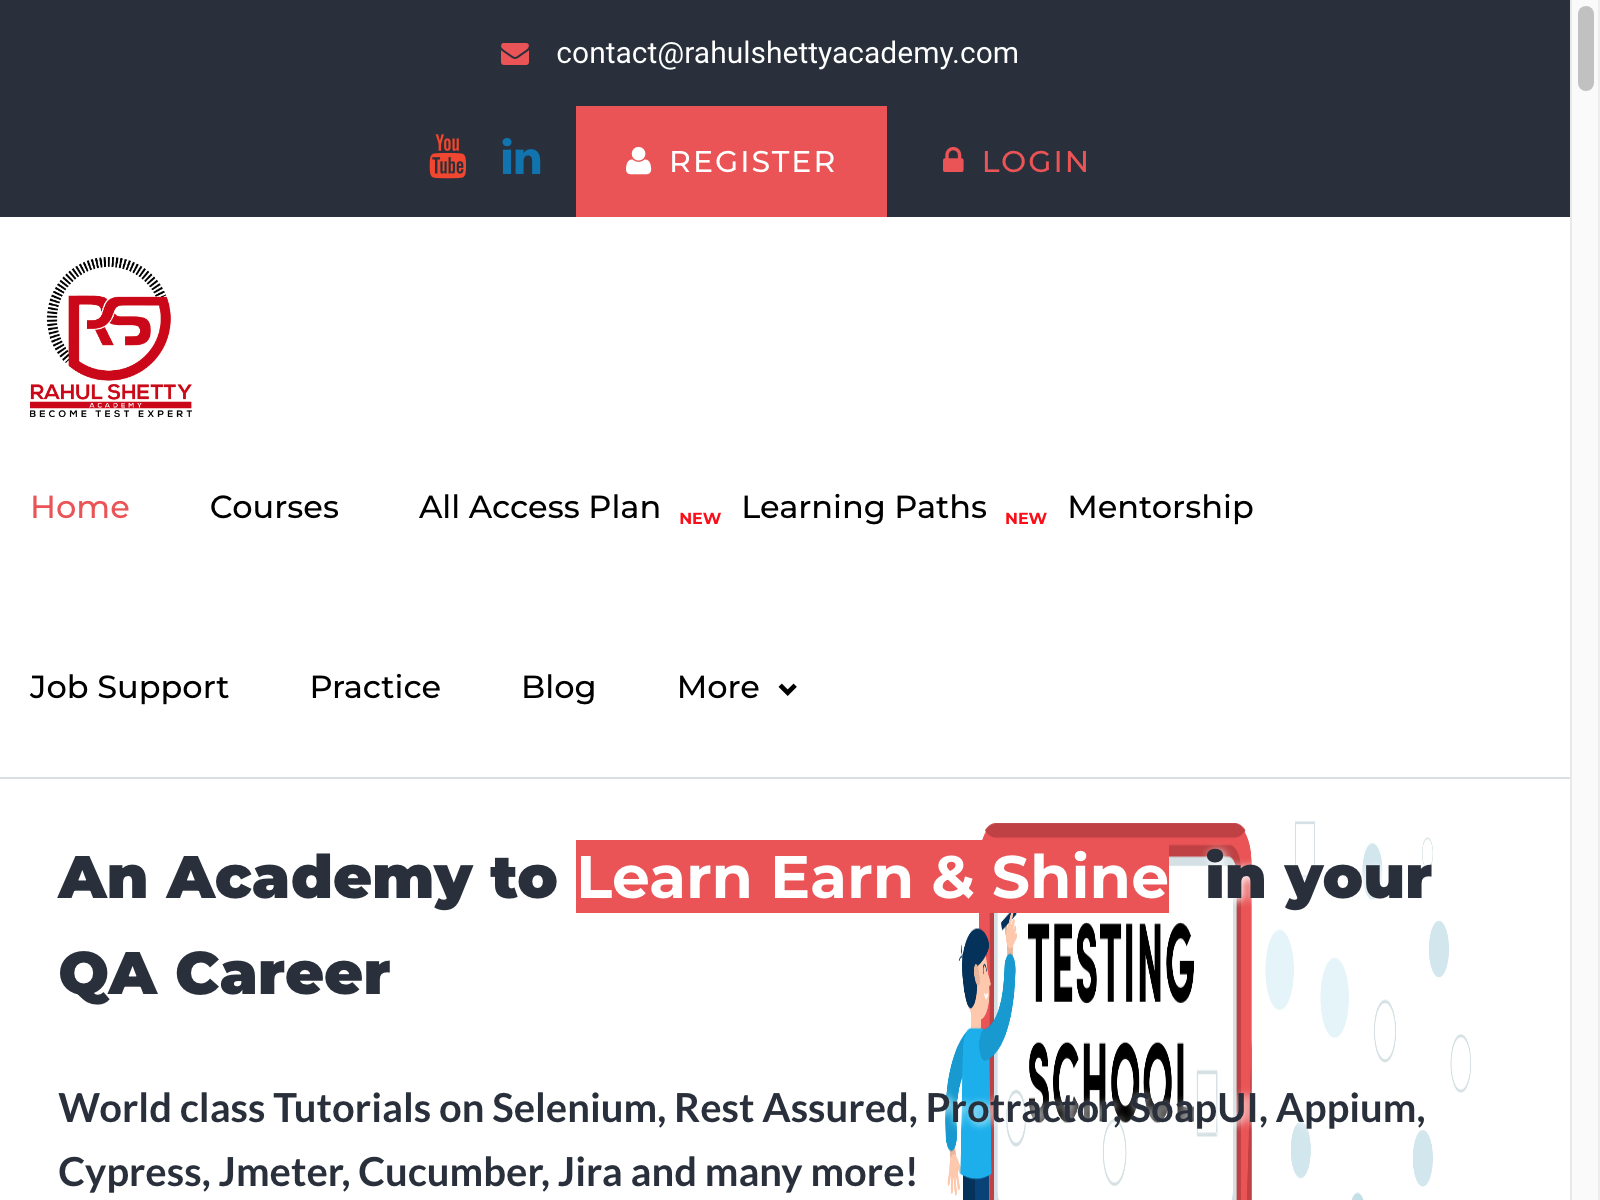 contact@rahulshettyacademy.com
You
Tube
in
REGISTER
LOGIN
RS
RAHUL SHETTY
ACADEMY
BECOME TEST EXPERT
Home Courses All Access Plan NEW Learning Paths NEW Mentorship
Job Support Practice Blog More
An Academy to Learn Earn & Shine in your
QA Career
TESTING
SCHOOL
World class Tutorials on Selenium, Rest Assured, Protractor, SoapUI, Appium,
Cypress, Jmeter, Cucumber, Jira and many more!